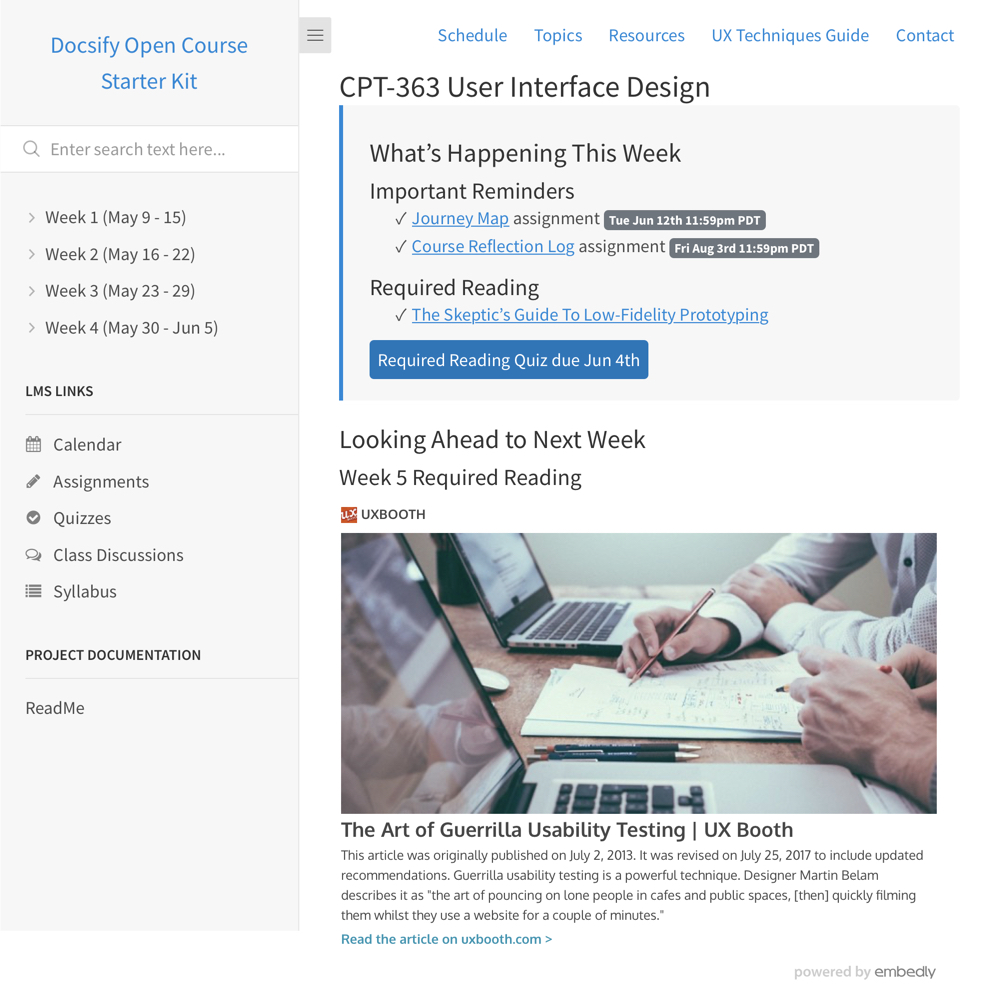 Docsify Open Course
Starter Kit
Enter search text here...
Week 1 (May 9 - 15)
Week 2 (May 16 - 22)
Week 3 (May 23 - 29)
Week 4 (May 30 - Jun 5)
LMS LINKS
Calendar
Assignments
Quizzes
Class Discussions
Syllabus
PROJECT DOCUMENTATION
ReadMe
Schedule Topics Resources UX Techniques Guide Contact
CPT-363 User Interface Design
What's Happening This Week
Important Reminders
✓ Journey Map assignment Tue Jun 12th 11:59pm PDT
✓ Course Reflection Log assignment Fri Aug 3rd 11:59pm PDT
Required Reading
✓ The Skeptic's Guide To Low-Fidelity Prototyping
Required Reading Quiz due Jun 4th
Looking Ahead to Next Week
Week 5 Required Reading
ux UXBOOTH
The Art of Guerrilla Usability Testing | UX Booth
This article was originally published on July 2, 2013. It was revised on July 25, 2017 to include updated
recommendations. Guerrilla usability testing is a powerful technique. Designer Martin Belam
describes it as "the art of pouncing on lone people in cafes and public spaces, [then] quickly filming
them whilst they use a website for a couple of minutes."
Read the article on uxbooth.com >
powered by embedly